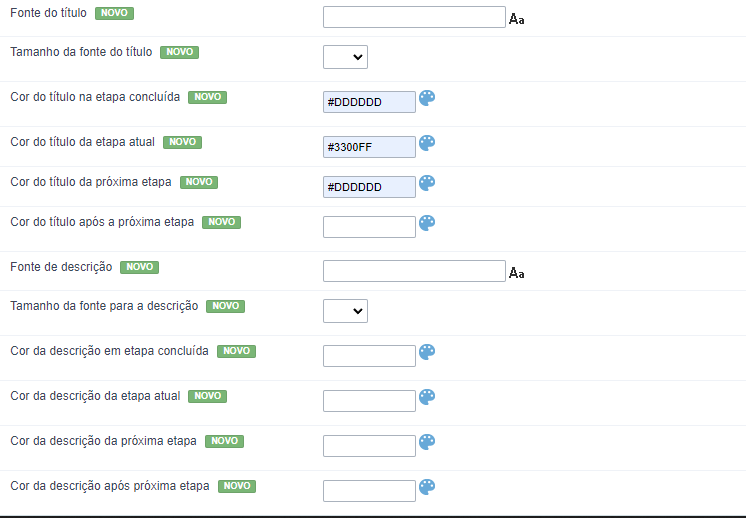 Fonte do título NOVO Aa
Tamanho da fonte do título NOVO
Cor do título na etapa concluída NOVO #DDDDDD
Cor do título da etapa atual NOVO #3300FF
Cor do título da próxima etapa NOVO #DDDDDD
Cor do título após a próxima etapa NOVO
Fonte de descrição NOVO Aa
Tamanho da fonte para a descrição NOVO
Cor da descrição em etapa concluída NOVO
Cor da descrição da etapa atual NOVO
Cor da descrição da próxima etapa NOVO
Cor da descrição após próxima etapa NOVO